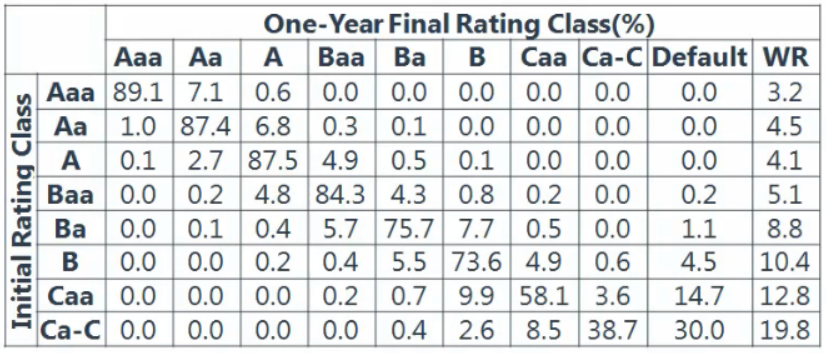 One-Year Final Rating Class(%)
Aaa Aa A Baa Ba B Caa Ca-C Default WR
Initial Rating Class
Aaa 89.1 7.1 0.6 0.0 0.0 0.0 0.0 0.0 0.0 3.2
Aa 1.0 87.4 6.8 0.3 0.1 0.0 0.0 0.0 0.0 4.5
A 0.1 2.7 87.5 4.9 0.5 0.1 0.0 0.0 0.0 4.1
Baa 0.0 0.2 4.8 84.3 4.3 0.8 0.2 0.0 0.2 5.1
Ba 0.0 0.1 0.4 5.7 75.7 7.7 0.5 0.0 1.1 8.8
B 0.0 0.0 0.2 0.4 5.5 73.6 4.9 0.6 4.5 10.4
Caa 0.0 0.0 0.0 0.2 0.7 9.9 58.1 3.6 14.7 12.8
Ca-C 0.0 0.0 0.0 0.0 0.4 2.6 8.5 38.7 30.0 19.8